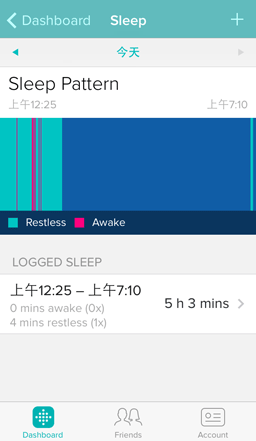 Dashboard Sleep +
今天
Sleep Pattern
上午12:25 上午7:10
Restless Awake
LOGGED SLEEP
上午12:25 – 上午7:10
0 mins awake (0x)
4 mins restless (1x)
5 h 3 mins
Dashboard Friends Account